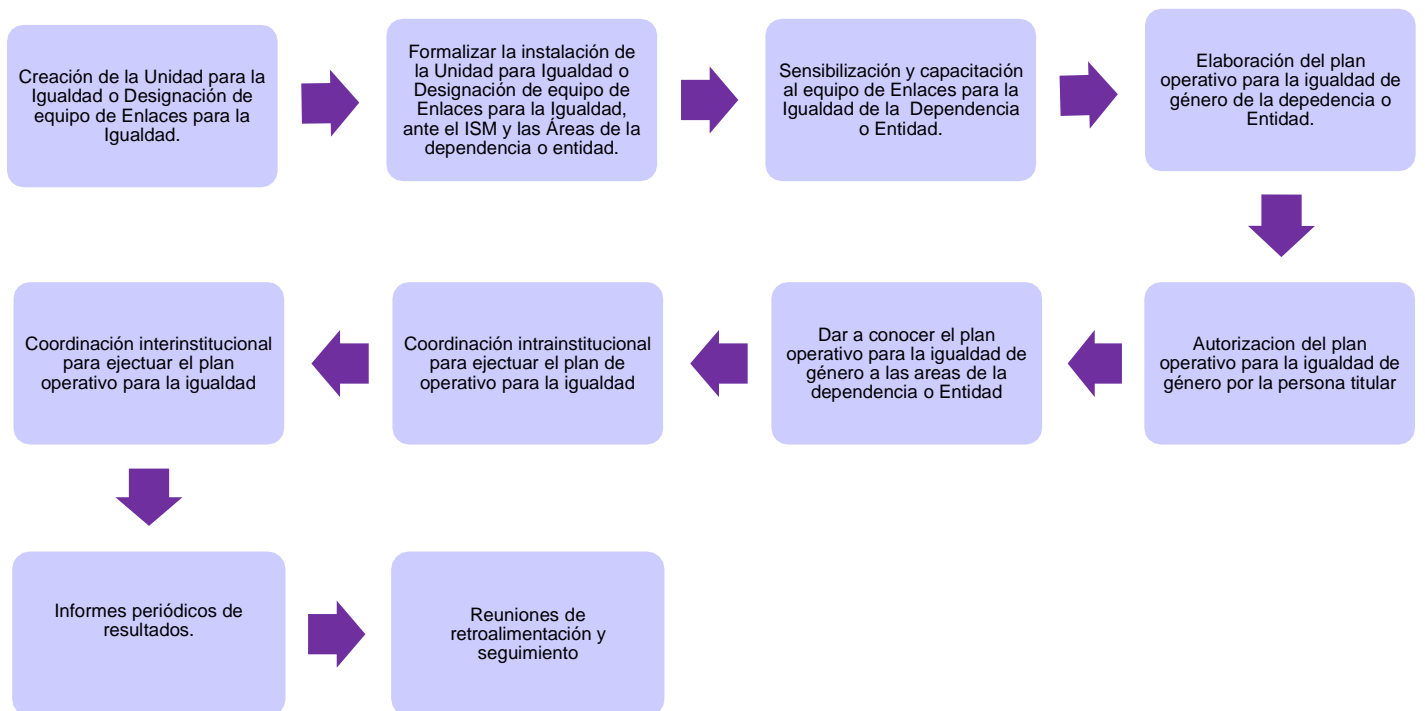 Creación de la Unidad para la
Igualdad o Designación de
equipo de Enlaces para la
Igualdad.
Formalizar la instalación de
la Unidad para Igualdad o
Designación de equipo de
Enlaces para la Igualdad,
ante el ISM y las Áreas de la
dependencia o entidad.
Sensibilización y capacitación
al equipo de Enlaces para la
Igualdad de la Dependencia
o Entidad.
Elaboración del plan
operativo para la igualdad de
género de la depedencia o
Entidad.
Autorizacion del plan
operativo para la igualdad de
género por la persona titular
Dar a conocer el plan
operativo para la igualdad de
género a las areas de la
dependencia o Entidad
Coordinación intrainstitucional
para ejectuar el plan de
operativo para la igualdad
Coordinación interinstitucional
para ejectuar el plan
operativo para la igualdad
Informes periódicos de
resultados.
Reuniones de
retroalimentación y
seguimiento